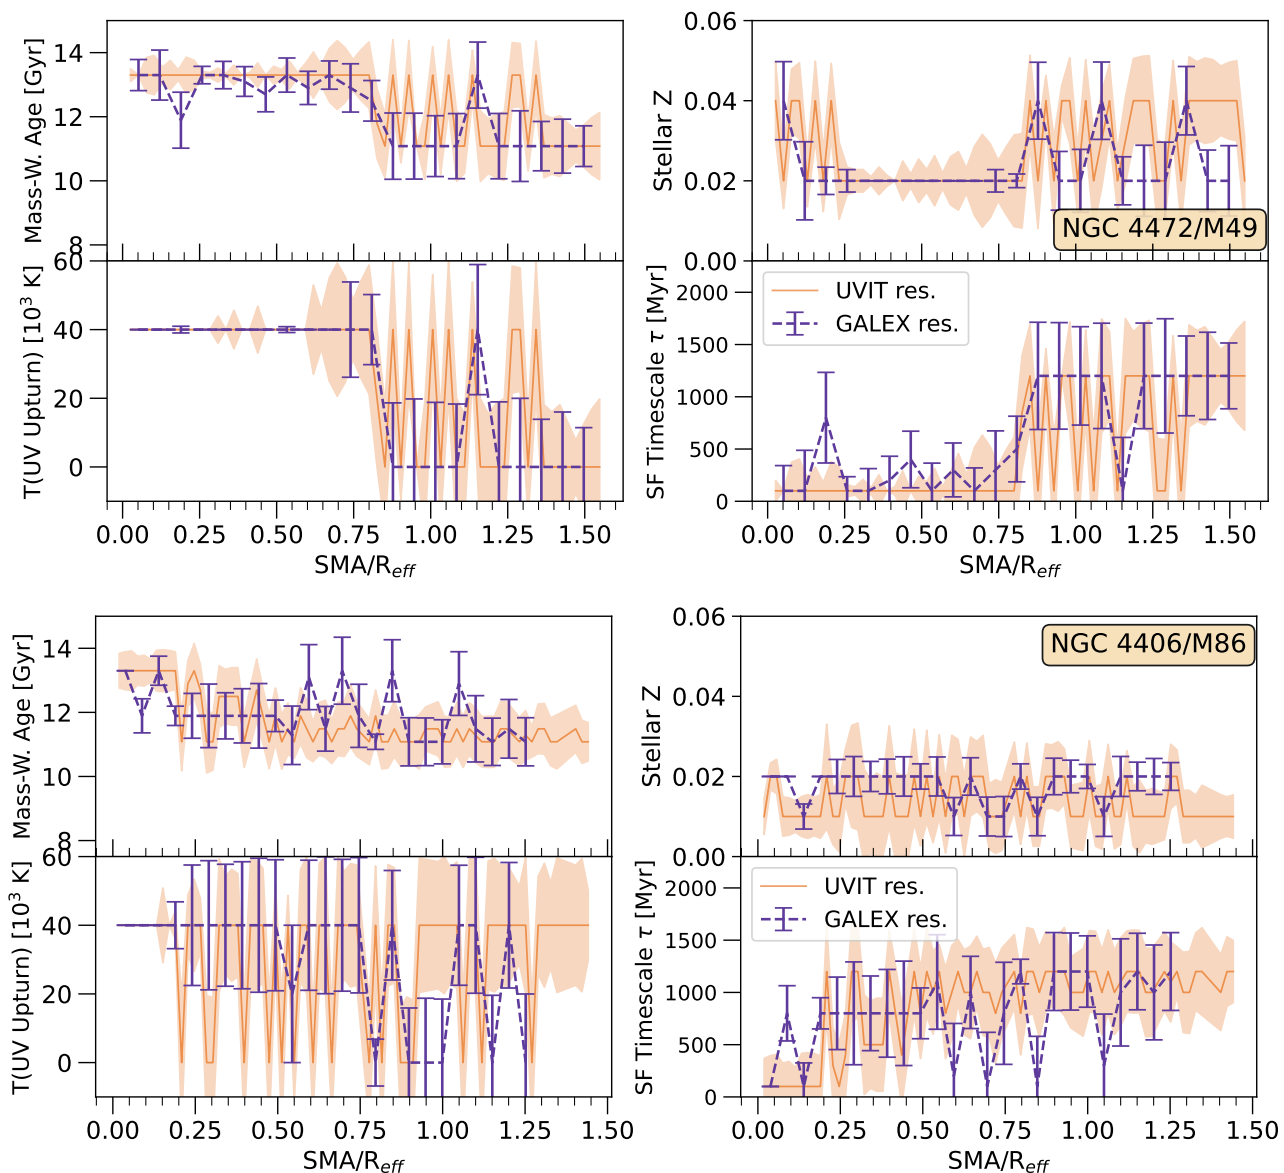 14
12
10
8
Mass-W. Age [Gyr]
0.06
0.04
0.02
0.00
Stellar Z
NGC 4472/M49
60
40
20
0
T(UV Upturn) [10³ K]
0.00 0.25 0.50 0.75 1.00 1.25 1.50
SMA/R_eff
2000
1500
1000
500
0
SF Timescale τ [Myr]
UVIT res.
GALEX res.
0.00 0.25 0.50 0.75 1.00 1.25 1.50
SMA/R_eff
14
12
10
8
Mass-W. Age [Gyr]
0.06
0.04
0.02
0.00
Stellar Z
NGC 4406/M86
60
40
20
0
T(UV Upturn) [10³ K]
0.00 0.25 0.50 0.75 1.00 1.25 1.50
SMA/R_eff
2000
1500
1000
500
0
SF Timescale τ [Myr]
UVIT res.
GALEX res.
0.00 0.25 0.50 0.75 1.00 1.25 1.50
SMA/R_eff